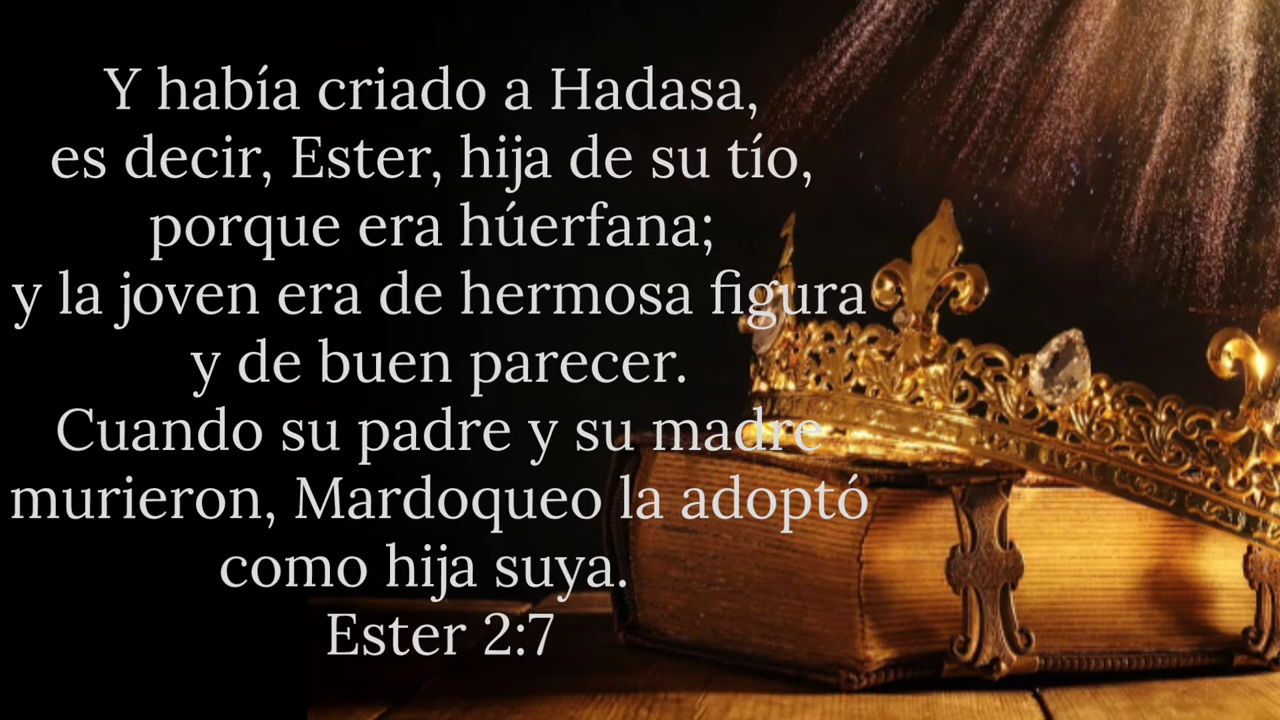 Y había criado a Hadasa,
es decir, Ester, hija de su tío,
porque era húerfana;
y la joven era de hermosa figura
y de buen parecer.
Cuando su padre y su madre
murieron, Mardoqueo la adoptó
como hija suya.
Ester 2:7